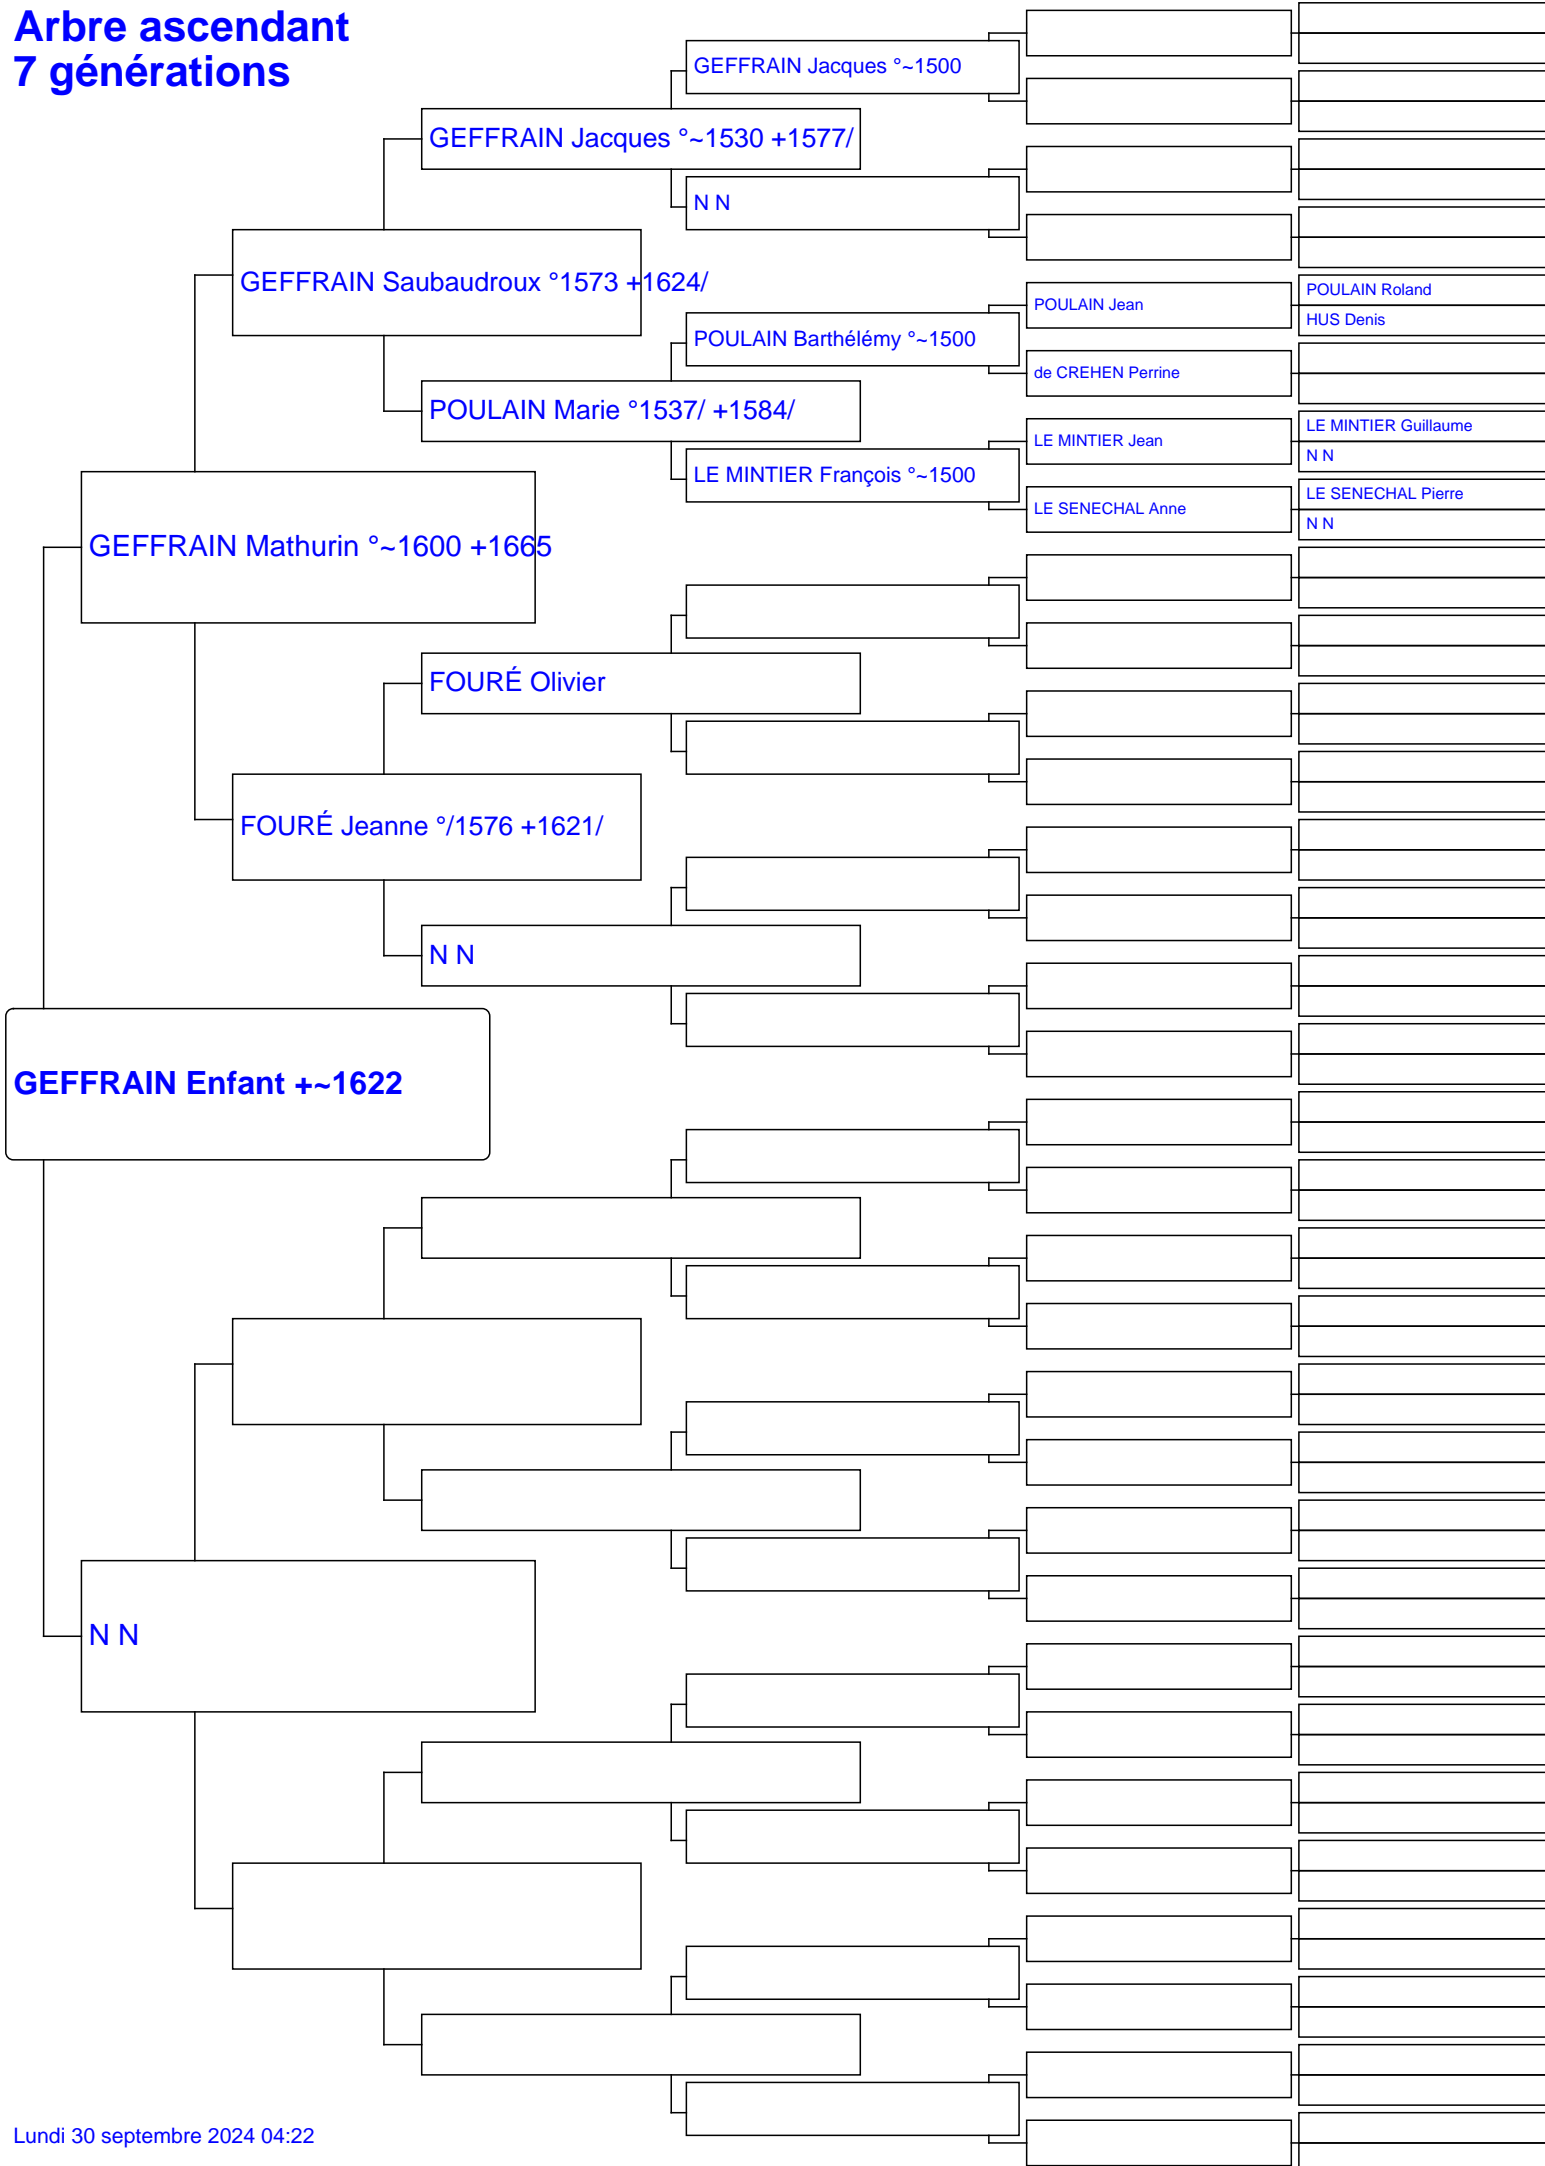 Arbre ascendant
7 générations
GEFFRAIN Jacques °~1500
GEFFRAIN Jacques °~1530 +1577/
N N
GEFFRAIN Saubaudroux °1573 +1624/
POULAIN Roland
POULAIN Jean
HUS Denis
POULAIN Barthélémy °~1500
de CREHEN Perrine
POULAIN Marie °1537/ +1584/
LE MINTIER Guillaume
LE MINTIER Jean
N N
LE MINTIER François °~1500
LE SENECHAL Pierre
LE SENECHAL Anne
N N
GEFFRAIN Mathurin °~1600 +1665
FOURÉ Olivier
FOURÉ Jeanne °/1576 +1621/
N N
GEFFRAIN Enfant +~1622
N N
Lundi 30 septembre 2024 04:22